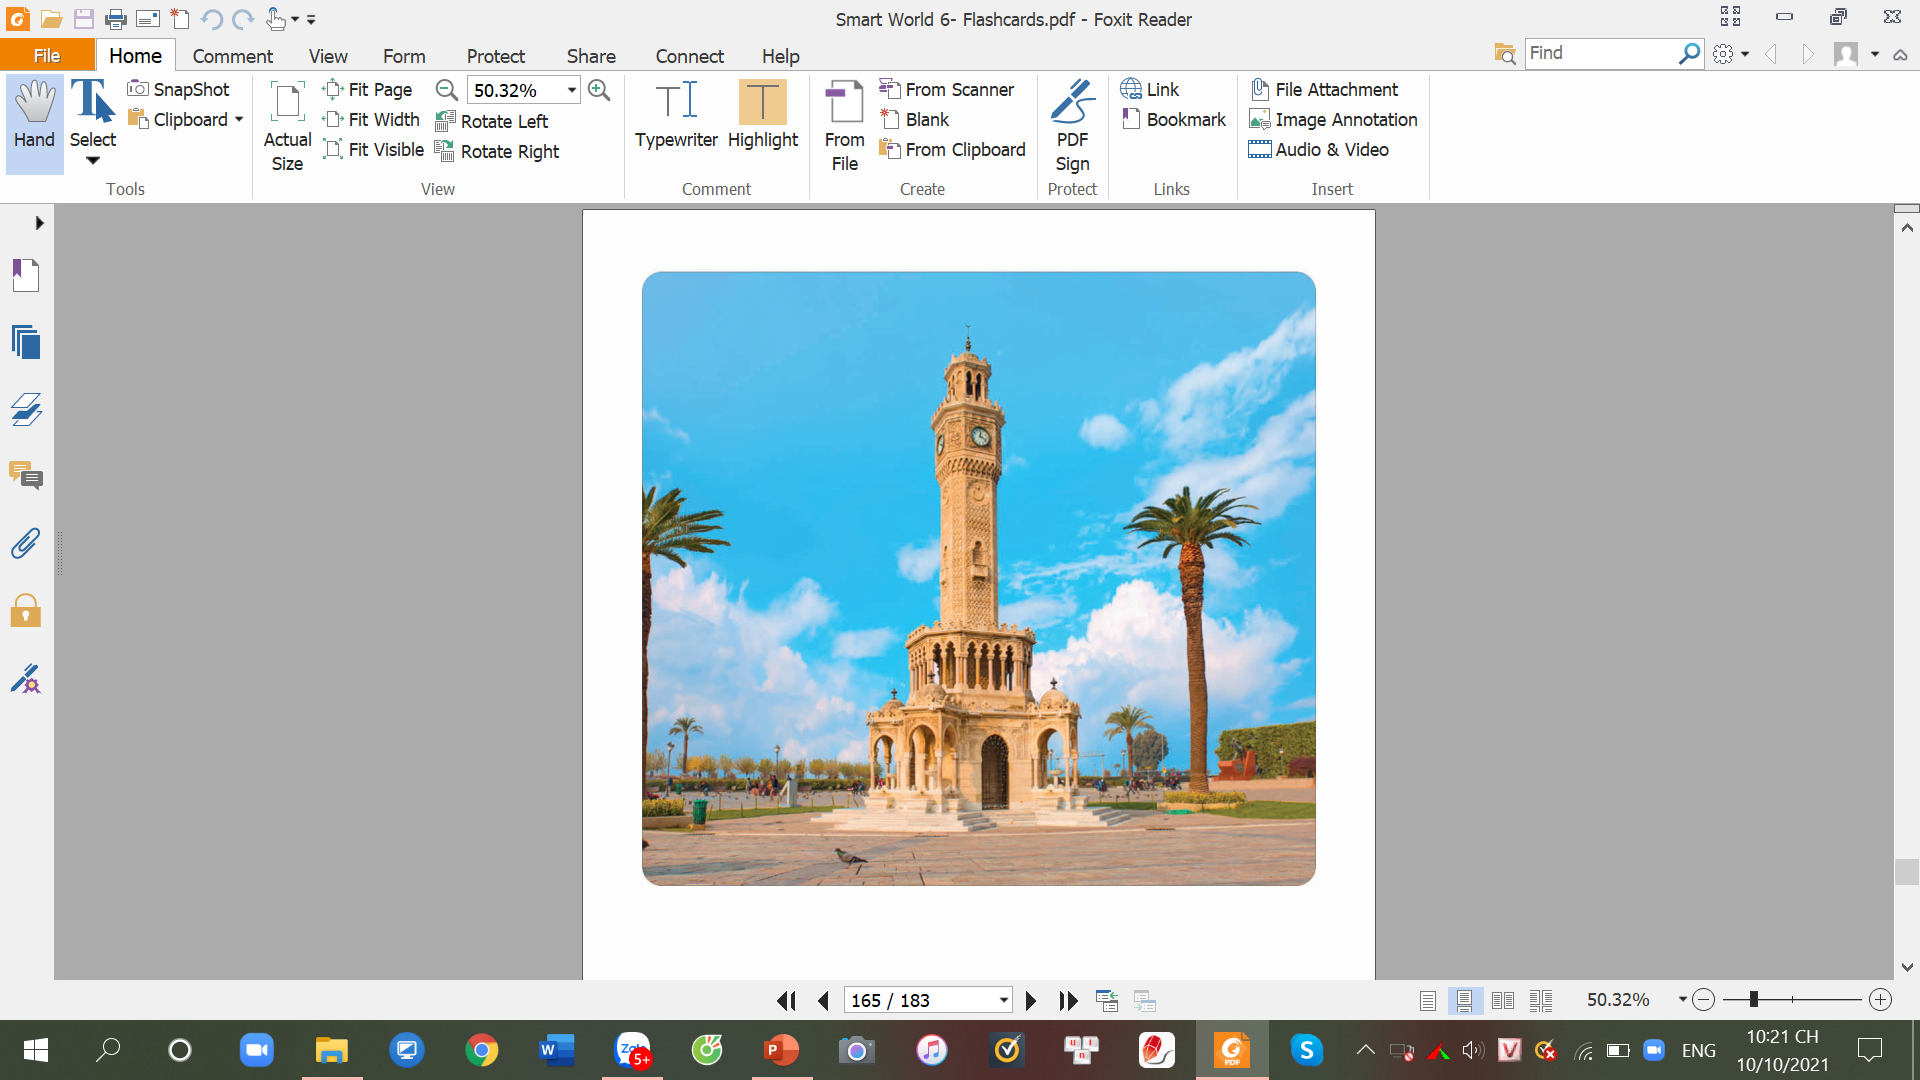 Smart World 6- Flashcards.pdf - Foxit Reader
File Home Comment View Form Protect Share Connect Help
Find
Hand
Select
SnapShot
Clipboard
Tools
Actual
Size
Fit Page
Fit Width
Fit Visible
50.32%
Rotate Left
Rotate Right
View
Typewriter
Highlight
Comment
From
File
From Scanner
Blank
From Clipboard
Create
PDF
Sign
Protect
Link
Bookmark
Links
File Attachment
Image Annotation
Audio & Video
Insert
165 / 183
50.32%
W
Zalo
5+
P
PDF
S
V
ENG
10:21 CH
10/10/2021